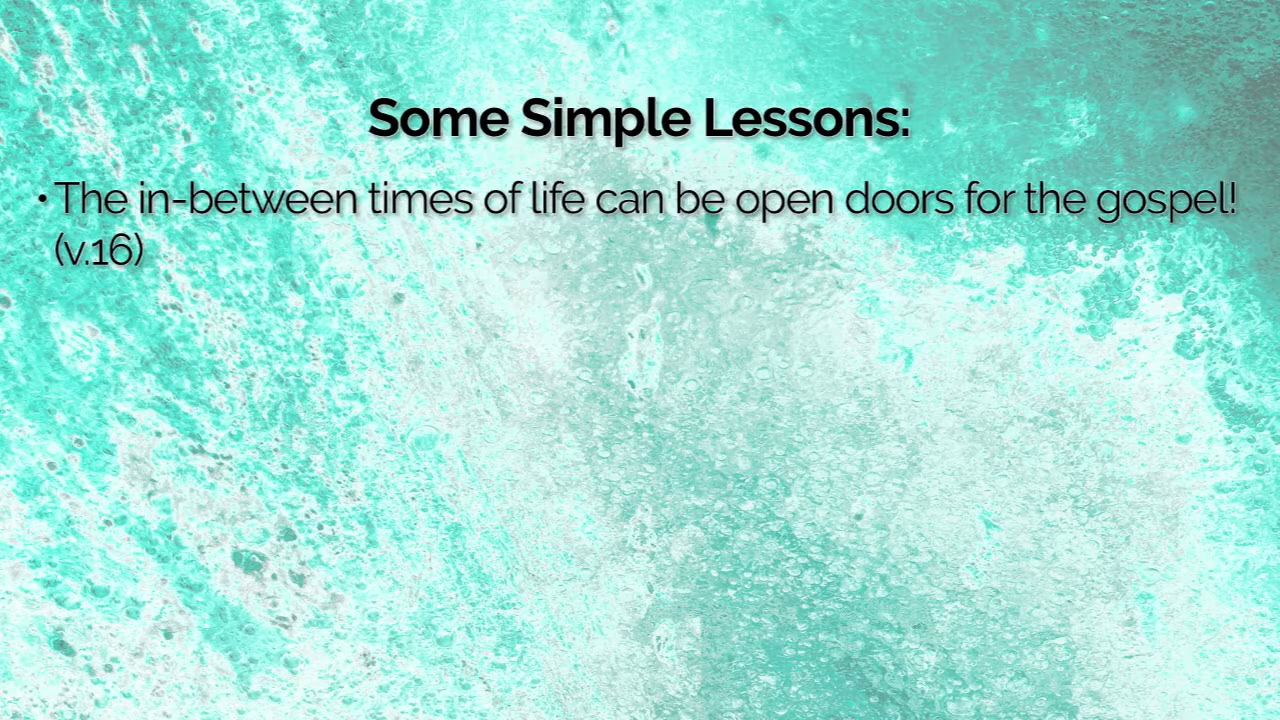 Some Simple Lessons:
• The in-between times of life can be open doors for the gospel!
(v.16)